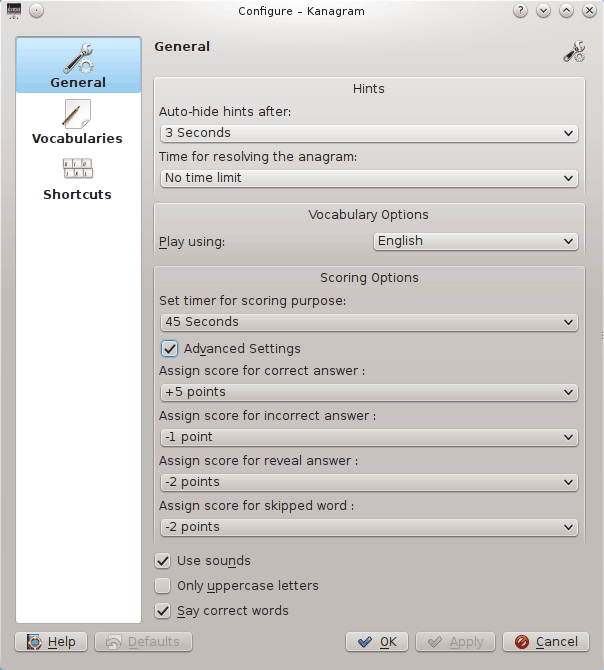 Configure – Kanagram
General
Vocabularies
Shortcuts
General
Hints
Auto-hide hints after:
3 Seconds
Time for resolving the anagram:
No time limit
Vocabulary Options
Play using:
English
Scoring Options
Set timer for scoring purpose:
45 Seconds
Advanced Settings
Assign score for correct answer :
+5 points
Assign score for incorrect answer :
-1 point
Assign score for reveal answer :
-2 points
Assign score for skipped word :
-2 points
Use sounds
Only uppercase letters
Say correct words
Help
Defaults
OK
Apply
Cancel